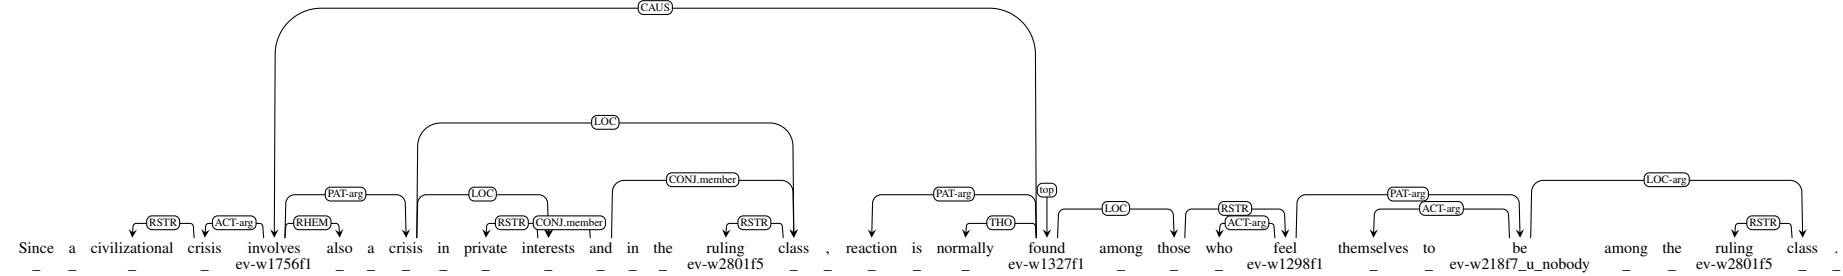 CAUS
LOC
CONJ.member
PAT-arg LOC PAT-arg top PAT-arg LOC-arg
RSTR ACT-arg RHEM RSTR CONJ.member RSTR THO LOC RSTR ACT-arg ACT-arg RSTR
Since a civilizational crisis involves also a crisis in private interests and in the ruling class , reaction is normally found among those who feel themselves to be among the ruling class .
_ _ _ _ ev-w1756f1 _ _ _ _ _ _ _ _ _ ev-w2801f5 _ _ _ _ _ ev-w1327f1 _ _ _ ev-w1298f1 _ _ ev-w218f7_u_nobody _ _ ev-w2801f5 _ _